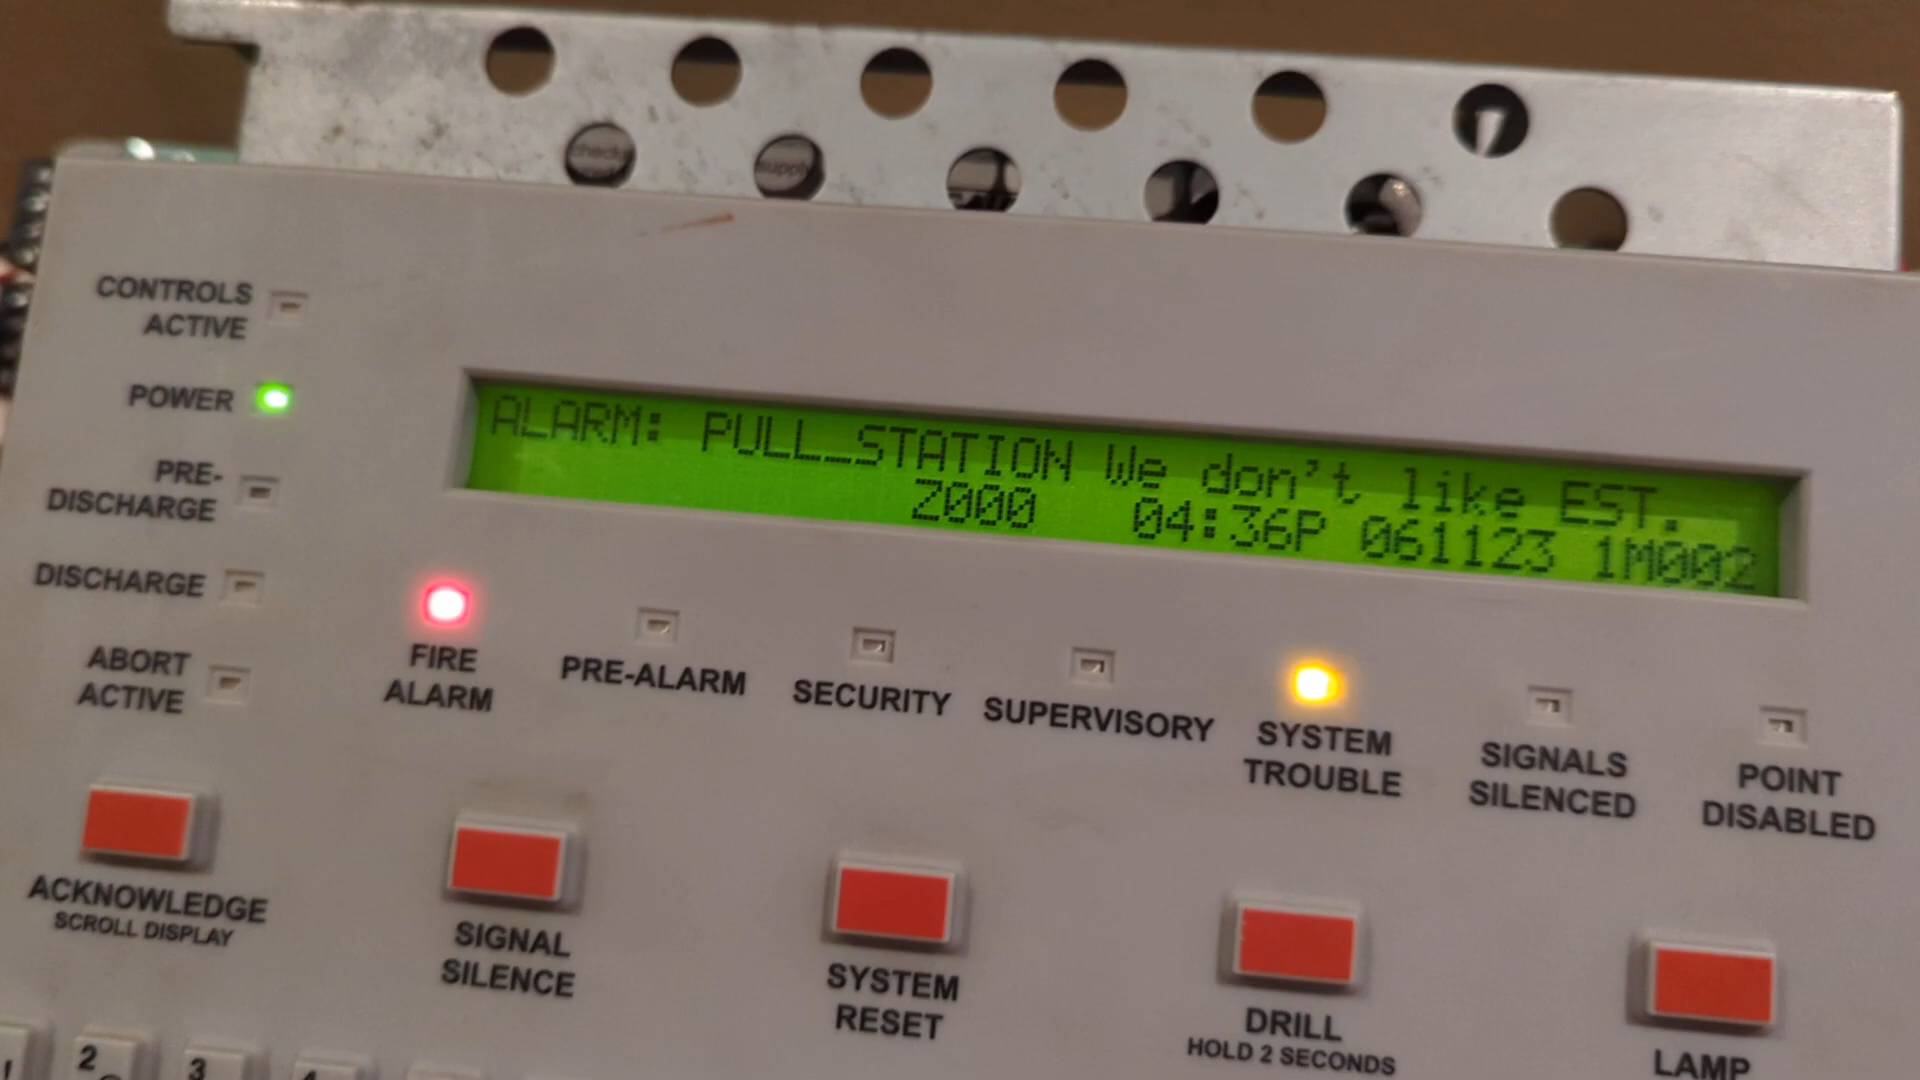 check
supply
CONTROLS
ACTIVE
POWER
PRE-
DISCHARGE
DISCHARGE
ABORT
ACTIVE
ALARM: PULL_STATION We don't like EST.
Z000 04:36P 061123 1M002
FIRE
ALARM
PRE-ALARM
SECURITY
SUPERVISORY
SYSTEM
TROUBLE
SIGNALS
SILENCED
POINT
DISABLED
ACKNOWLEDGE
SCROLL DISPLAY
SIGNAL
SILENCE
SYSTEM
RESET
DRILL
HOLD 2 SECONDS
LAMP
2
3